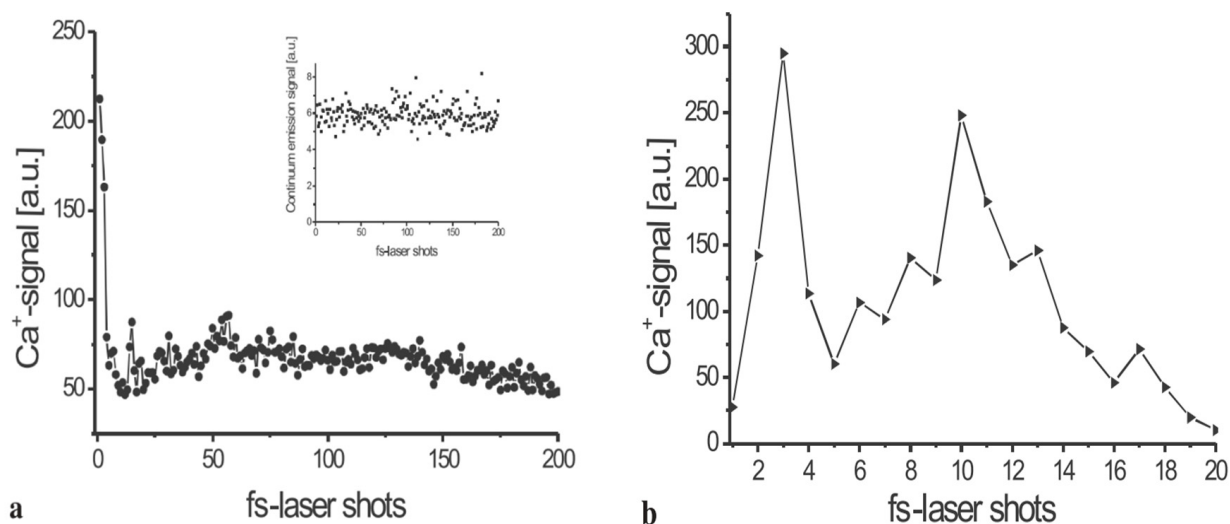 250
200
150
100
50
Ca⁺-signal [a.u.]
0 50 100 150 200
fs-laser shots
a
8
6
4
2
0
Continuum emission signal [a.u.]
0 50 100 150 200
fs-laser shots
300
250
200
150
100
50
0
Ca⁺-signal [a.u.]
2 4 6 8 10 12 14 16 18 20
fs-laser shots
b